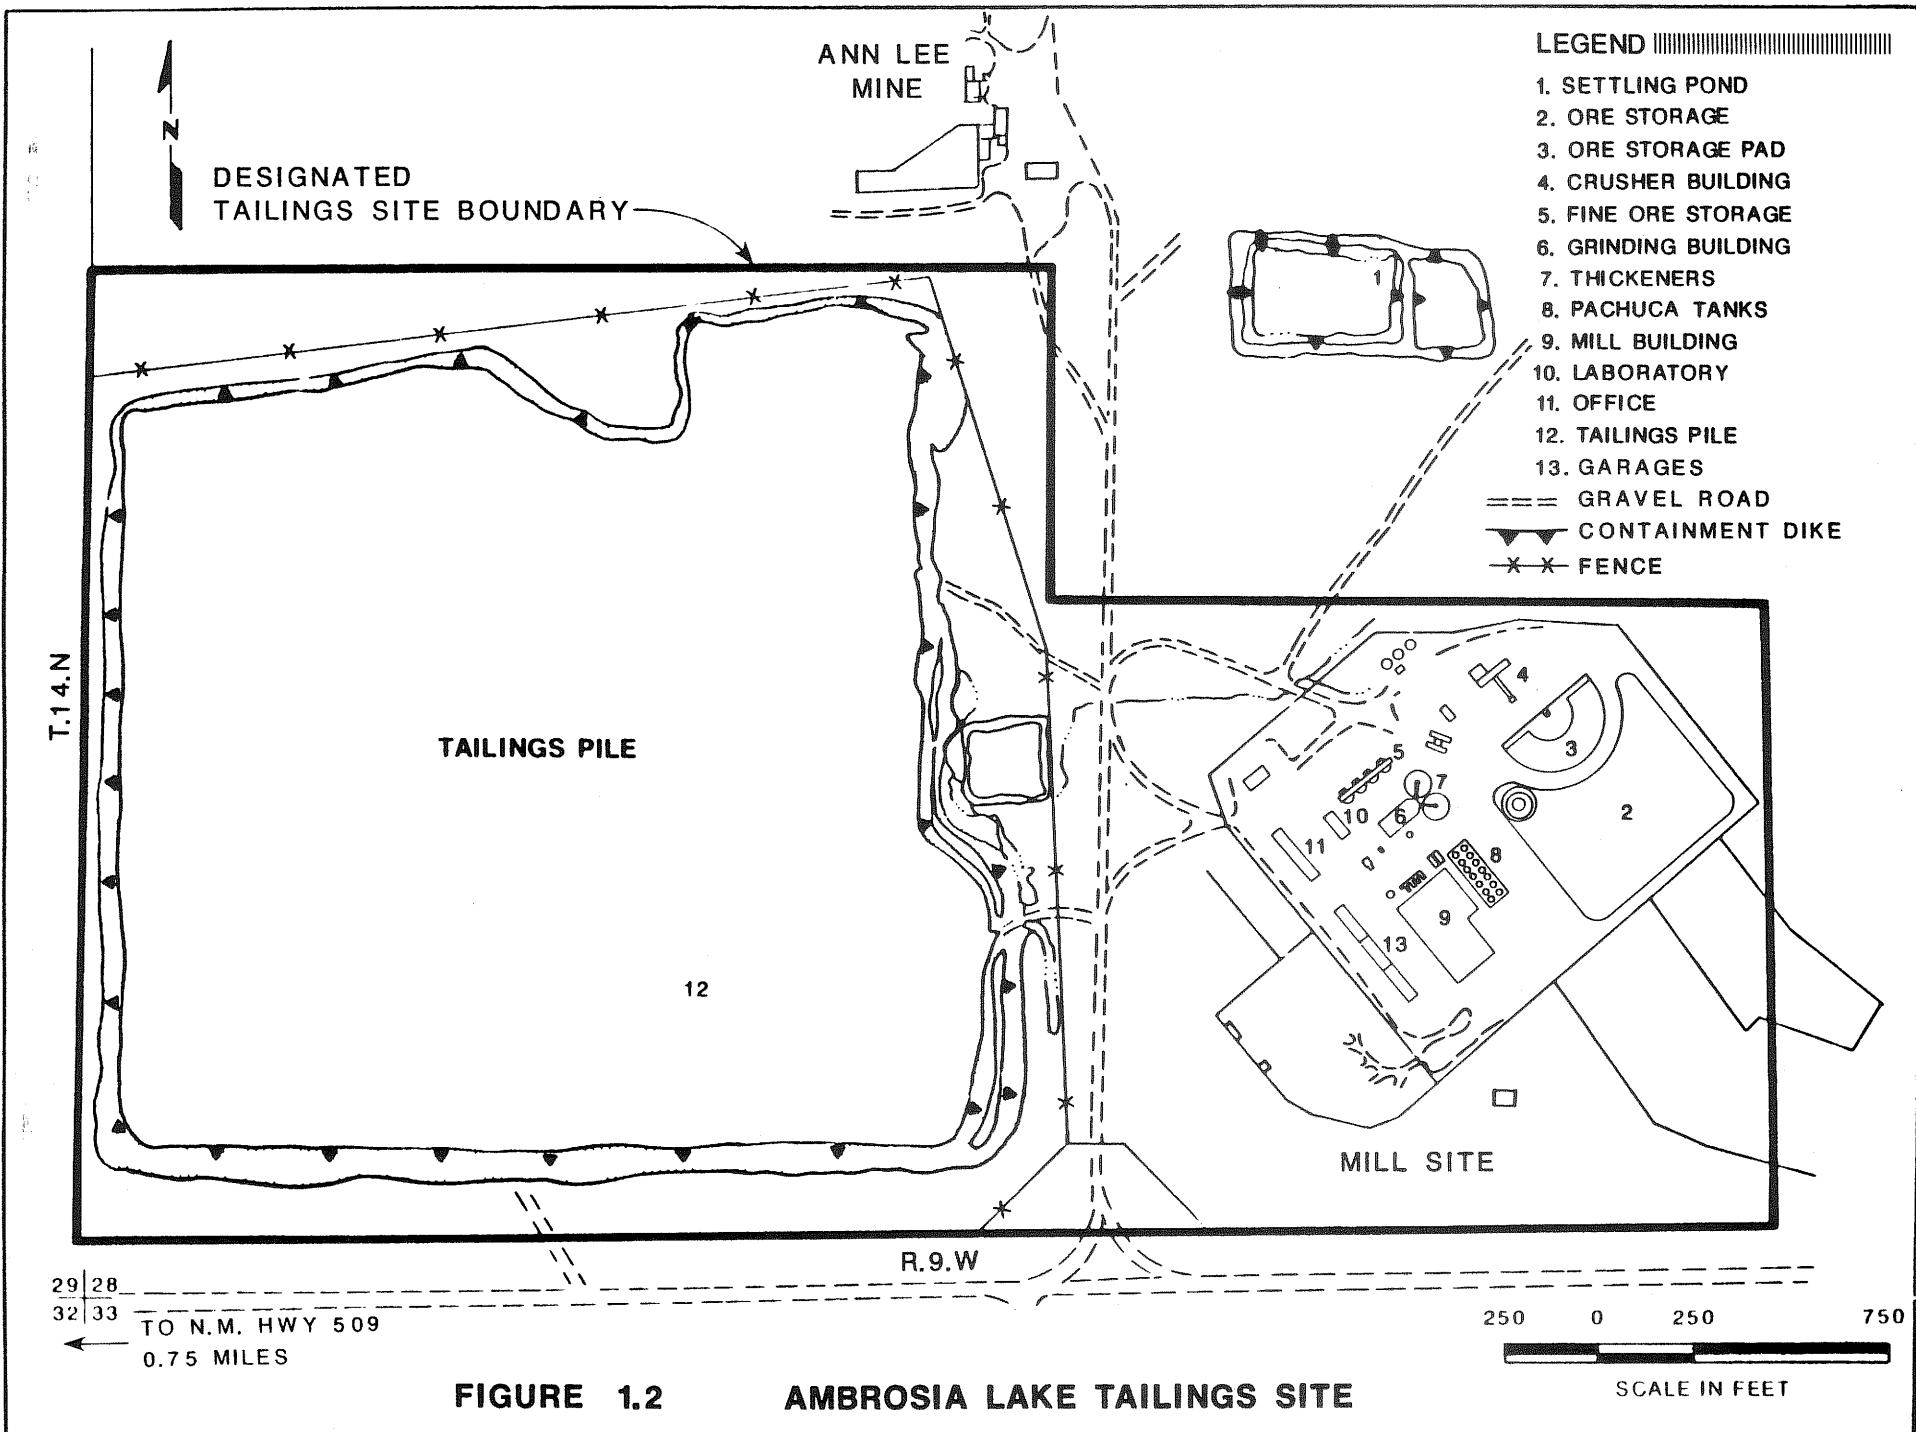 ANN LEE
MINE
N
DESIGNATED
TAILINGS SITE BOUNDARY
LEGEND
1. SETTLING POND
2. ORE STORAGE
3. ORE STORAGE PAD
4. CRUSHER BUILDING
5. FINE ORE STORAGE
6. GRINDING BUILDING
7. THICKENERS
8. PACHUCA TANKS
9. MILL BUILDING
10. LABORATORY
11. OFFICE
12. TAILINGS PILE
13. GARAGES
GRAVEL ROAD
CONTAINMENT DIKE
FENCE
1
T.14.N
TAILINGS PILE
12
4
3
5
7
2
10
6
11
8
9
13
MILL SITE
R.9.W
29 28
32 33
TO N.M. HWY 509
0.75 MILES
250 0 250 750
SCALE IN FEET
FIGURE 1.2 AMBROSIA LAKE TAILINGS SITE